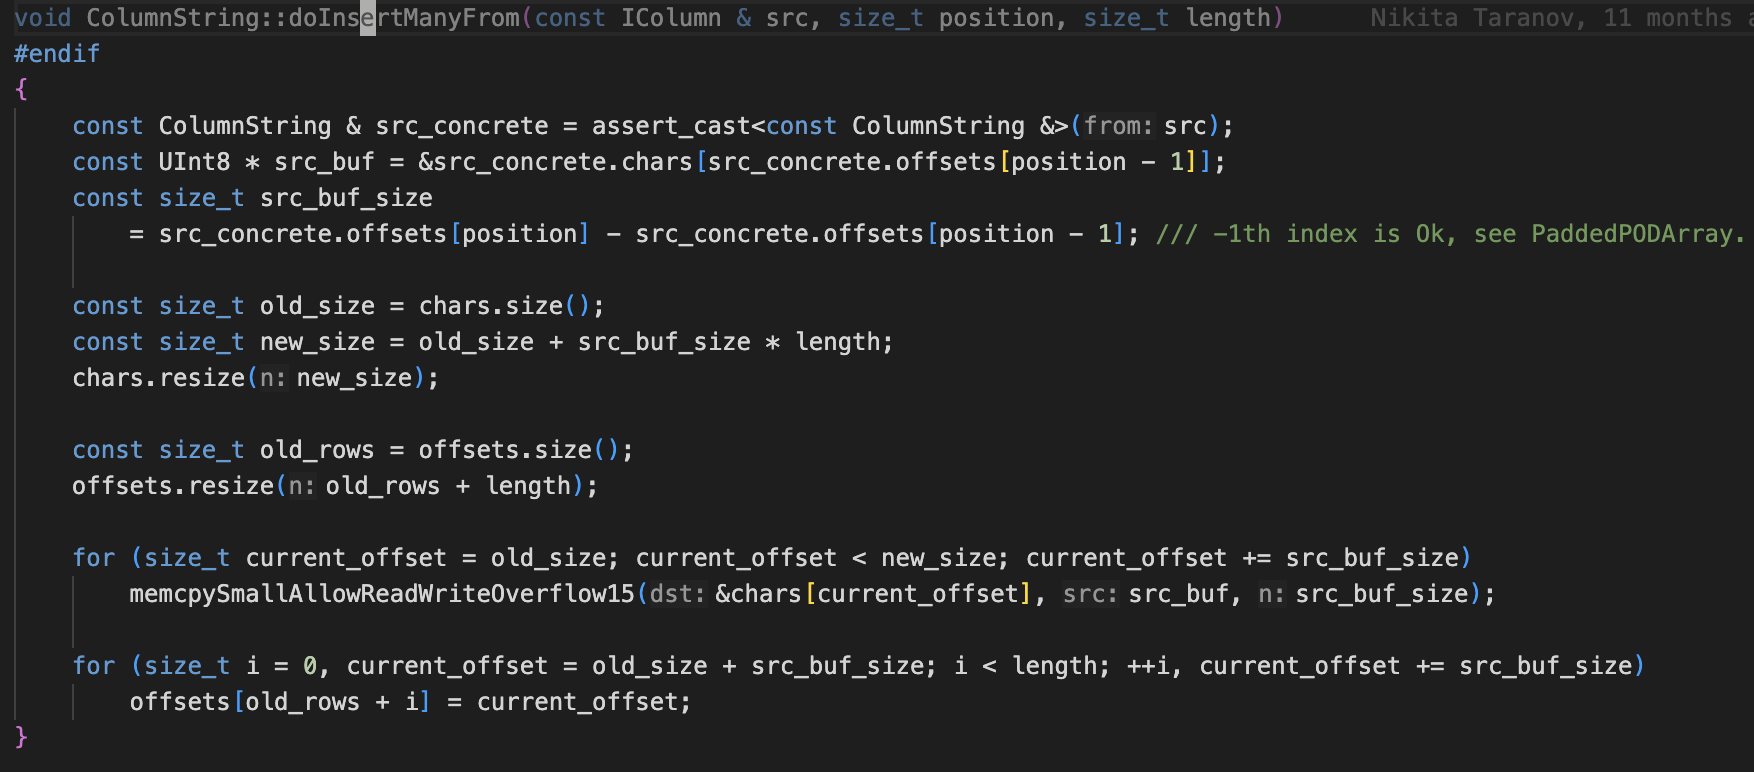 void ColumnString::doInsertManyFrom(const IColumn & src, size_t position, size_t length)    Nikita Taranov, 11 months
#endif
{
    const ColumnString & src_concrete = assert_cast<const ColumnString &>(from: src);
    const UInt8 * src_buf = &src_concrete.chars[src_concrete.offsets[position - 1]];
    const size_t src_buf_size
        = src_concrete.offsets[position] - src_concrete.offsets[position - 1]; /// -1th index is Ok, see PaddedPODArray.
    const size_t old_size = chars.size();
    const size_t new_size = old_size + src_buf_size * length;
    chars.resize(n: new_size);
    const size_t old_rows = offsets.size();
    offsets.resize(n: old_rows + length);
    for (size_t current_offset = old_size; current_offset < new_size; current_offset += src_buf_size)
        memcpySmallAllowReadWriteOverflow15(dst: &chars[current_offset], src: src_buf, n: src_buf_size);
    for (size_t i = 0, current_offset = old_size + src_buf_size; i < length; ++i, current_offset += src_buf_size)
        offsets[old_rows + i] = current_offset;
}